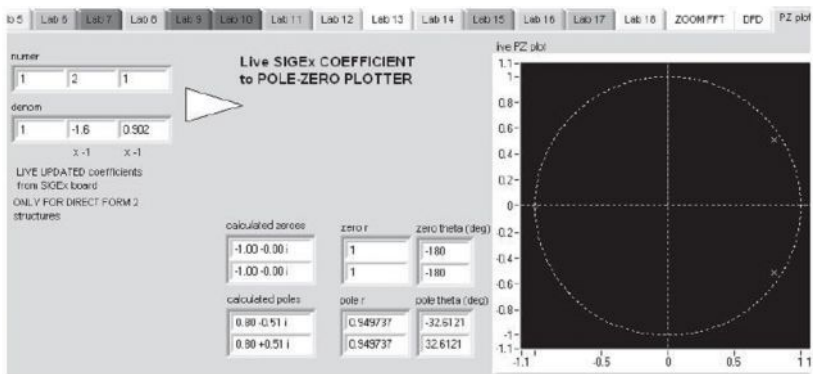 b 5 Lab 6 Lab 7 Lab 8 Lab 9 Lab 10 Lab 11 Lab 12 Lab 13 Lab 14 Lab 15 Lab 16 Lab 17 Lab 18 ZOOM FFT DFD PZ plot
numer
1 2 1
denom
1 -1.6 0.902
x -1 x -1
LIVE UPDATED coefficients
from SIGEx board
ONLY FOR DIRECT FORM 2
structures
Live SIGEx COEFFICIENT
to POLE-ZERO PLOTTER
calculated zeroes
-1.00 -0.00 i
-1.00 -0.00 i
zero r
1
1
zero theta (deg)
-180
-180
calculated poles
0.80 -0.51 i
0.80 +0.51 i
pole r
0.949737
0.949737
pole theta (deg)
-32.6121
32.6121
live PZ plot
1.1
1
0.8
0.6
0.4
0.2
0
-0.2
-0.4
-0.6
-0.8
-1
-1.1
-1.1 -0.5 0 0.5 1 1